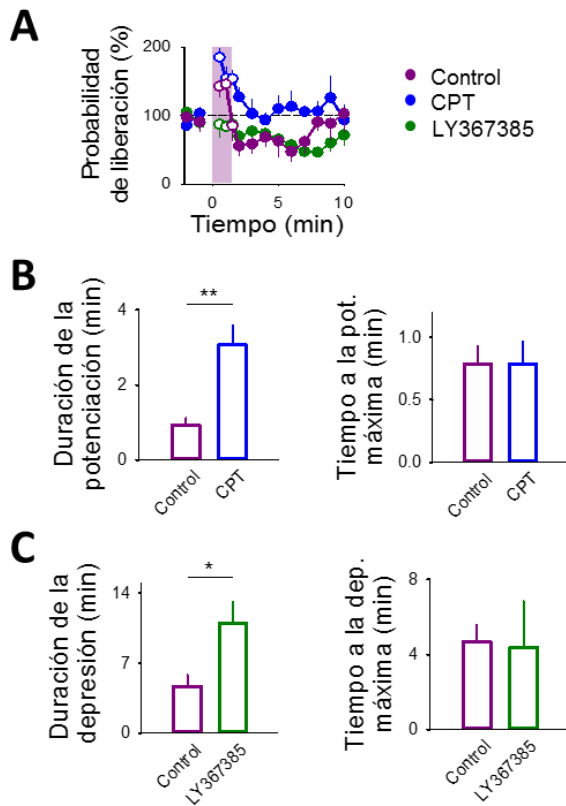 A
Probabilidad
de liberación (%)
200
100
0
0
5
10
Tiempo (min)
Control
CPT
LY367385
B
Duración de la
potenciación (min)
4
2
0
**
Control
CPT
Tiempo a la pot.
máxima (min)
1.0
0.5
0.0
Control
CPT
C
Duración de la
depresión (min)
14
7
0
*
Control
LY367385
Tiempo a la dep.
máxima (min)
8
4
0
Control
LY367385